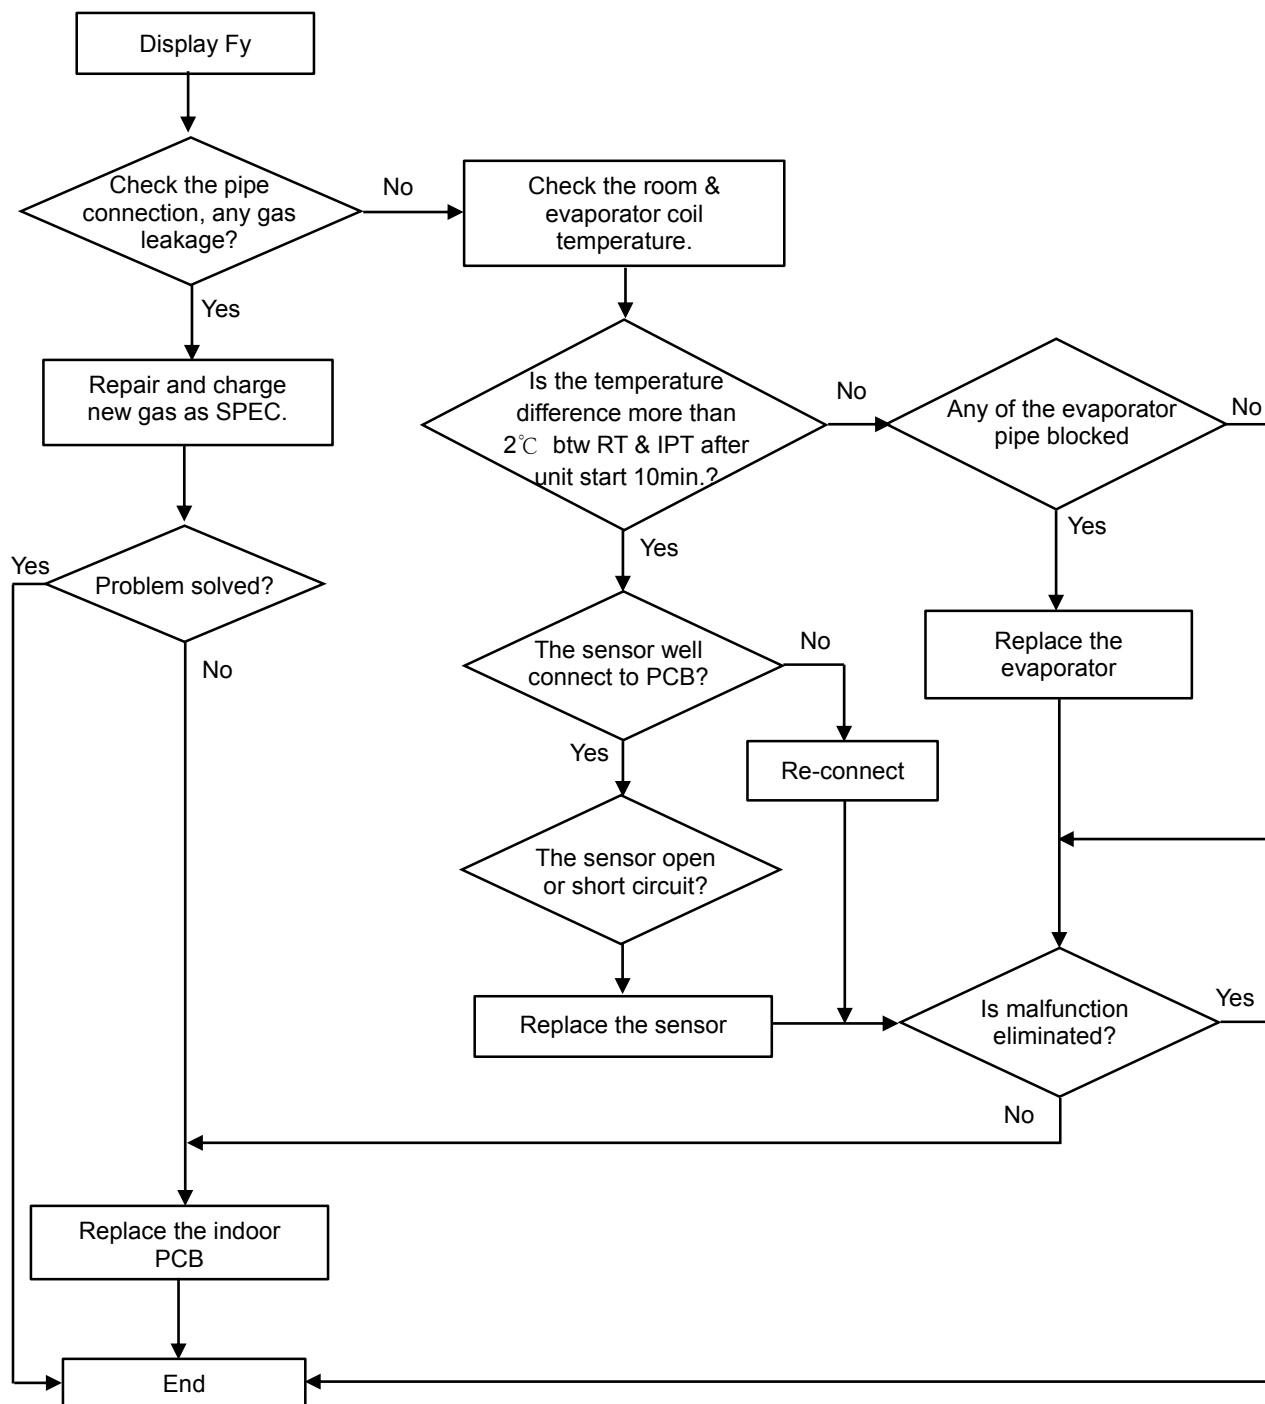 Display Fy
Check the pipe
connection, any gas
leakage?
No
Check the room &
evaporator coil
temperature.
Yes
Repair and charge
new gas as SPEC.
Is the temperature
difference more than
2℃ btw RT & IPT after
unit start 10min.?
No
Any of the evaporator
pipe blocked
No
Yes
Yes
Problem solved?
No
Yes
The sensor well
connect to PCB?
No
Replace the
evaporator
Yes
Re-connect
The sensor open
or short circuit?
Replace the sensor
Is malfunction
eliminated?
Yes
No
Replace the indoor
PCB
End